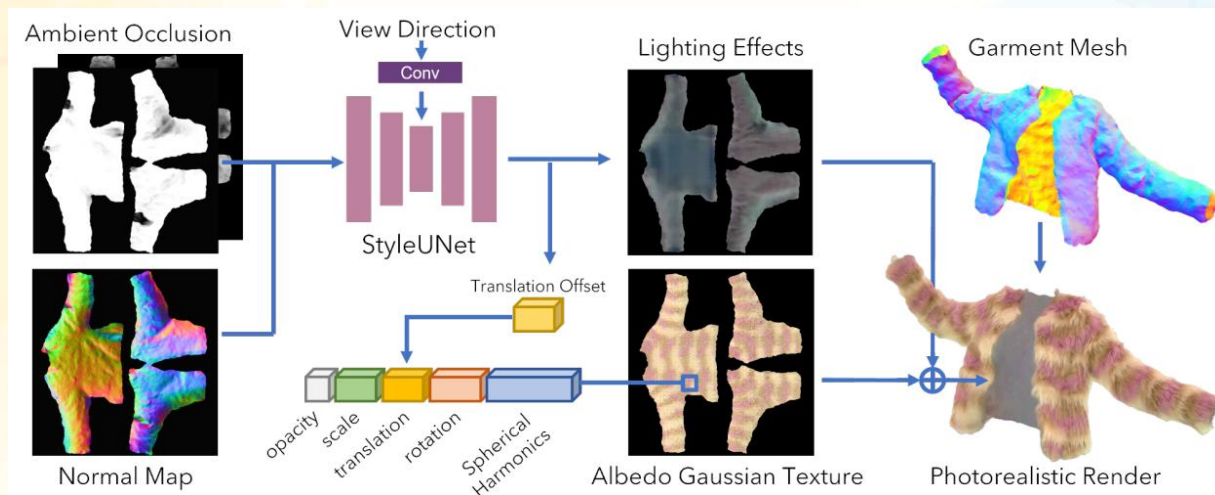 Ambient Occlusion
View Direction
Conv
StyleUNet
Lighting Effects
Garment Mesh
Translation Offset
opacity
scale
translation
rotation
Spherical
Harmonics
Normal Map
Albedo Gaussian Texture
Photorealistic Render